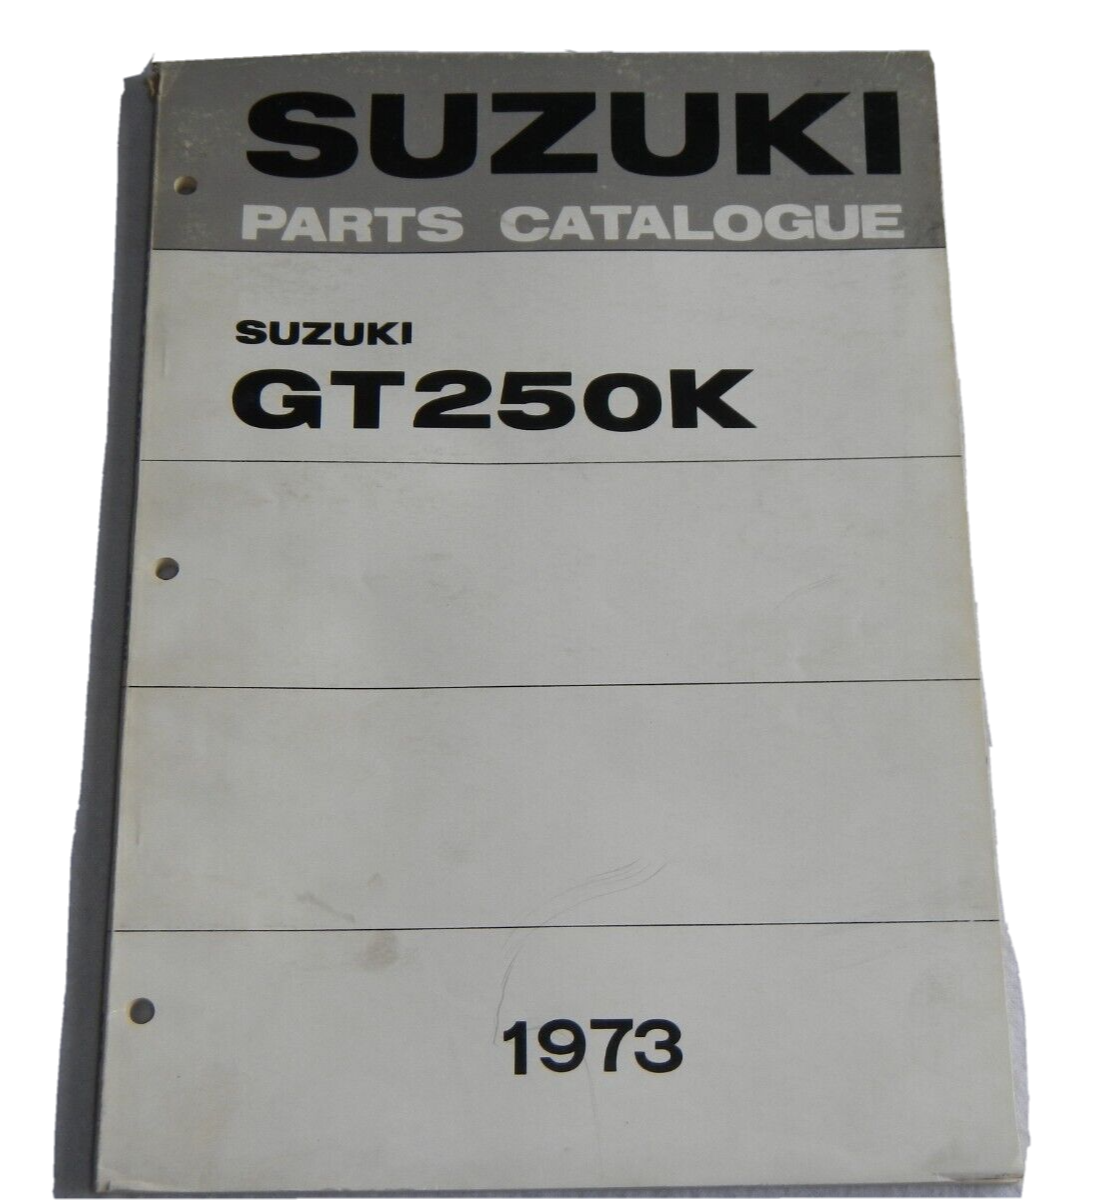 SUZUKI
PARTS CATALOGUE
SUZUKI
GT250K
1973